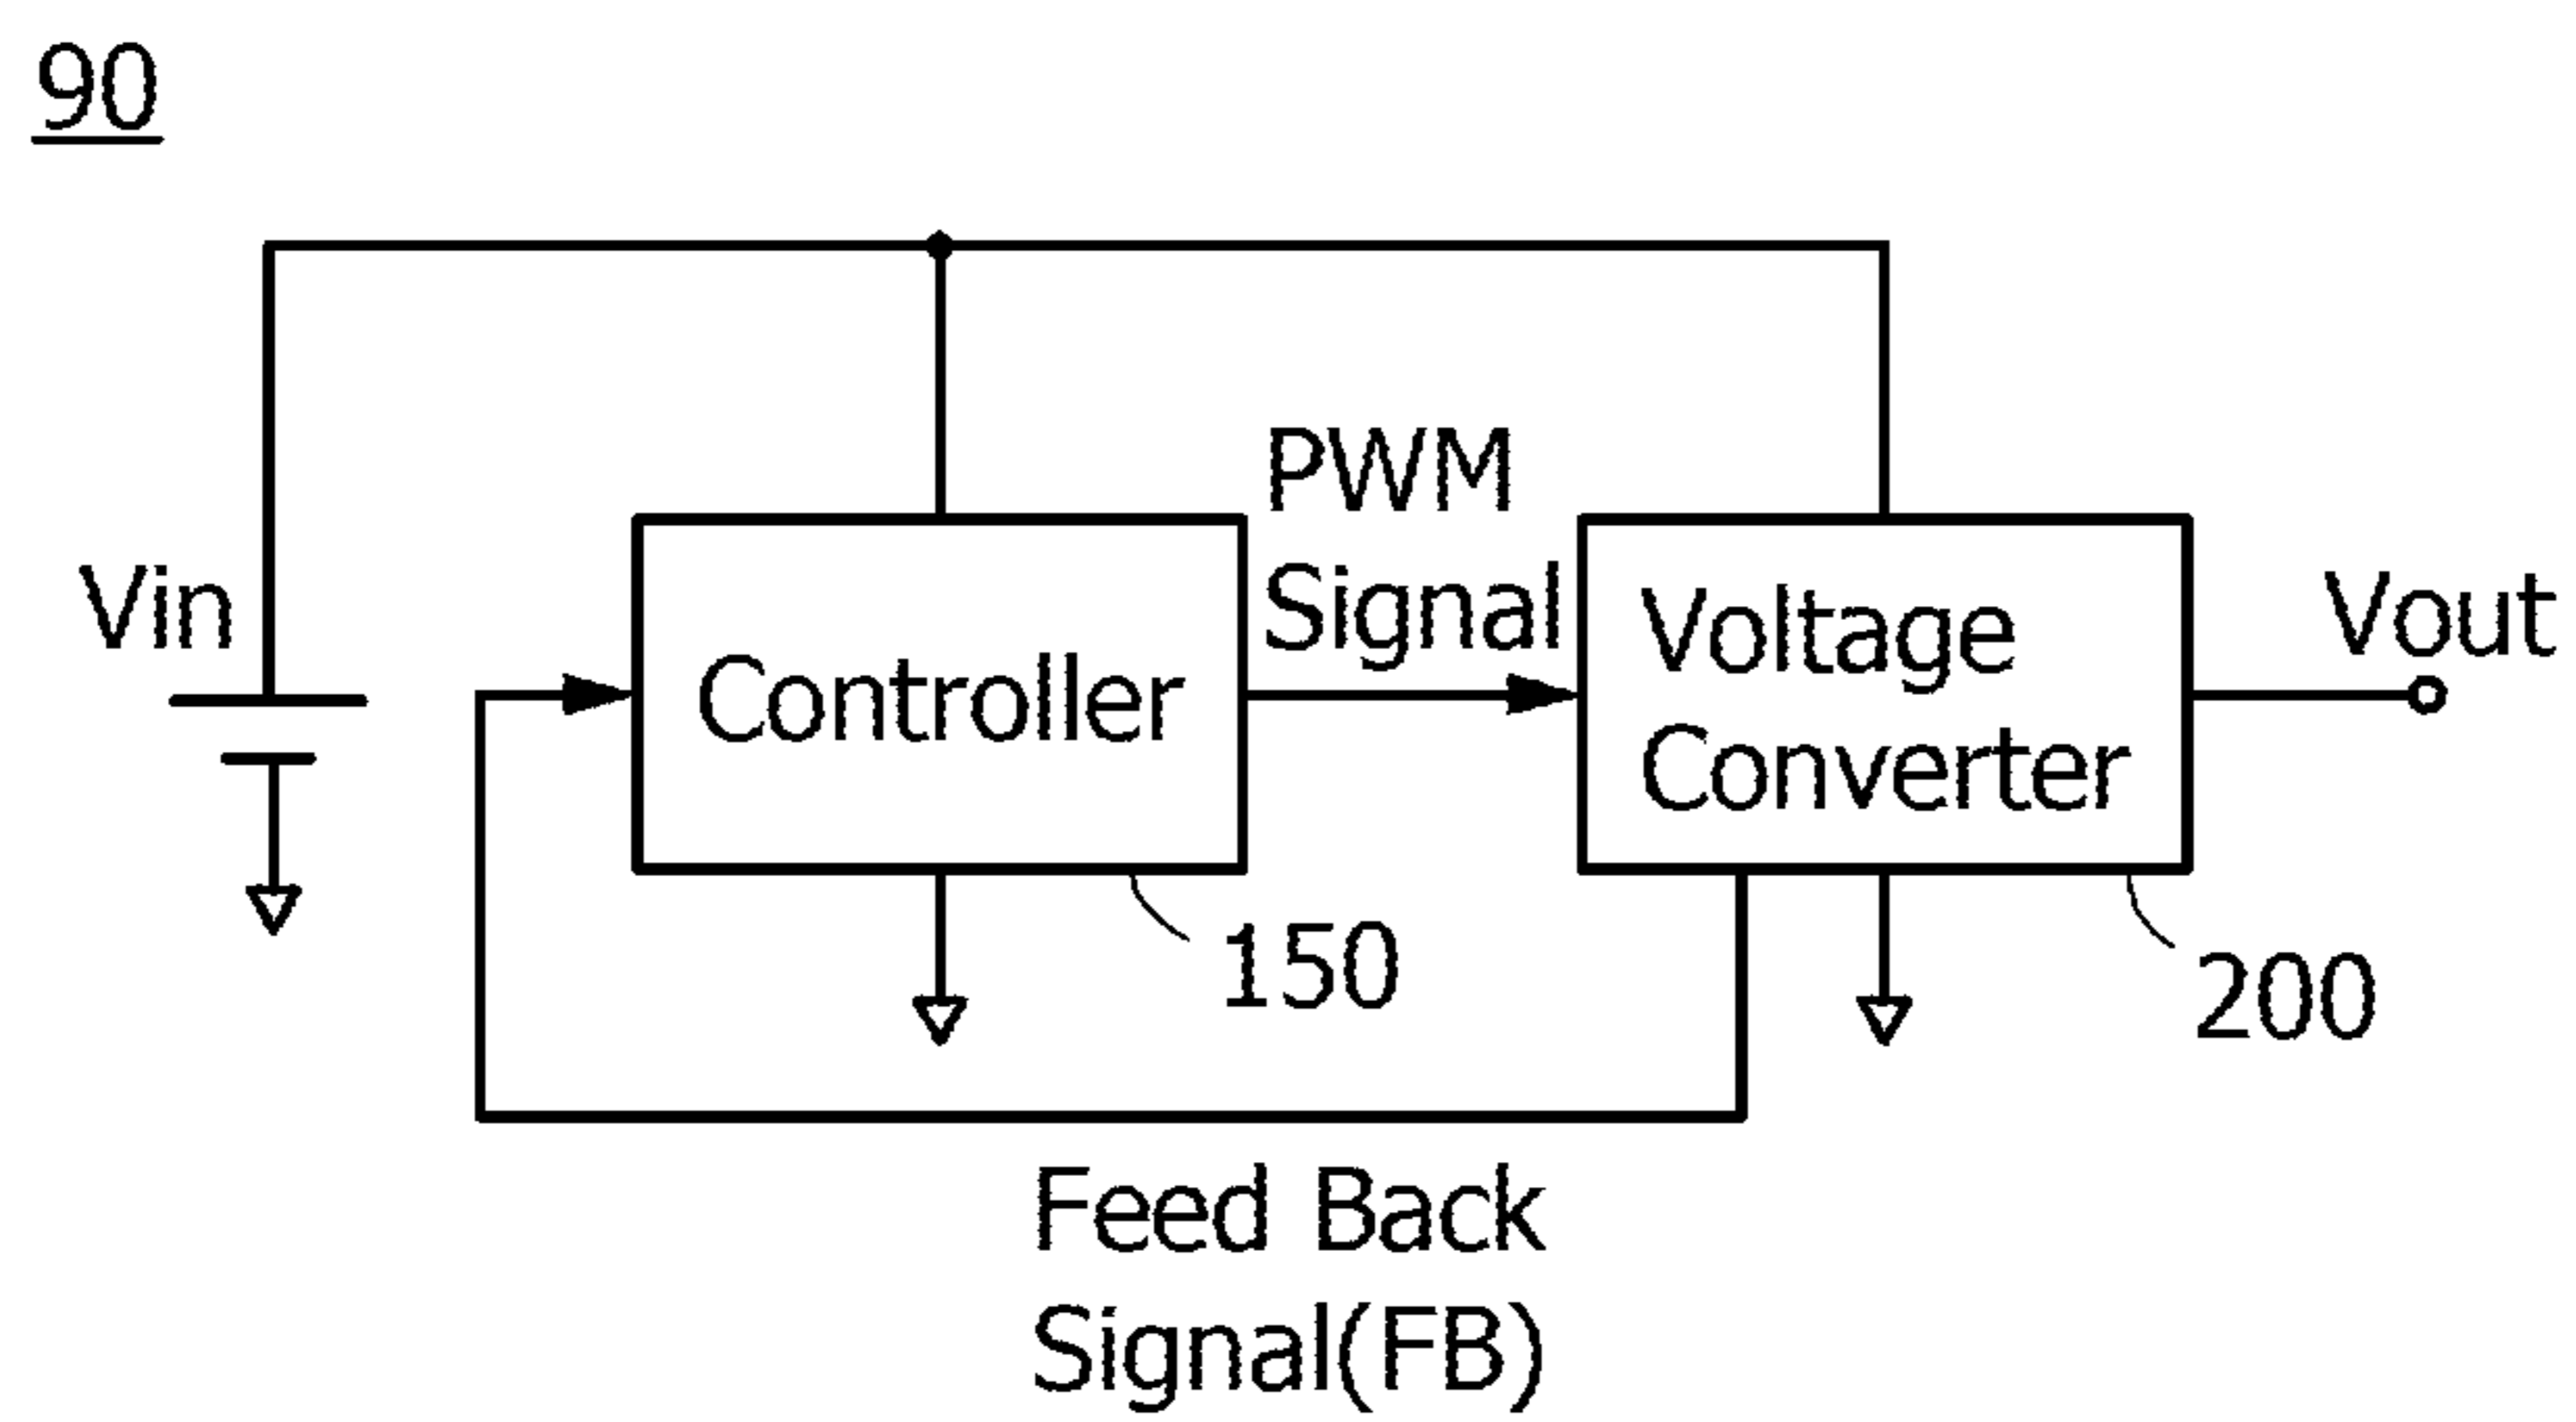 90
PWM
Signal
Vin
Controller
Voltage
Converter
Vout
150
200
Feed Back
Signal(FB)